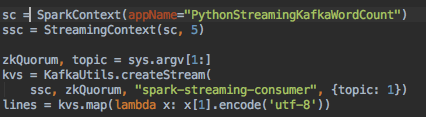 sc = SparkContext(appName="PythonStreamingKafkaWordCount")
ssc = StreamingContext(sc, 5)

zkQuorum, topic = sys.argv[1:]
kvs = KafkaUtils.createStream(
    ssc, zkQuorum, "spark-streaming-consumer", {topic: 1})
lines = kvs.map(lambda x: x[1].encode('utf-8'))